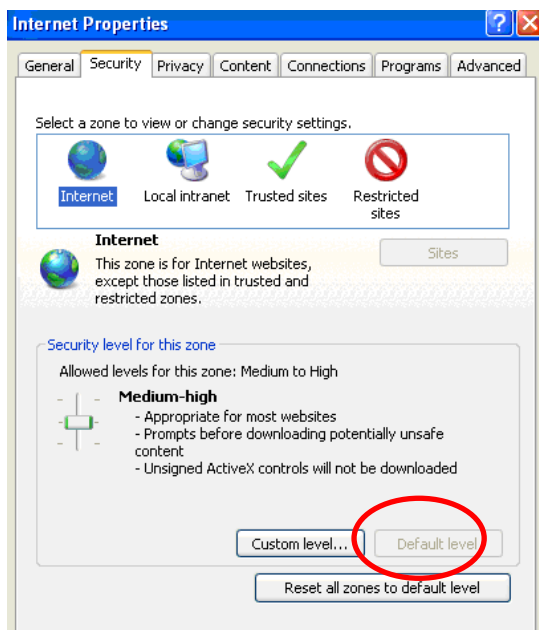 Internet Properties
General Security Privacy Content Connections Programs Advanced
Select a zone to view or change security settings.
Internet Local intranet Trusted sites Restricted
sites
Internet
Sites
This zone is for Internet websites,
except those listed in trusted and
restricted zones.
Security level for this zone
Allowed levels for this zone: Medium to High
Medium-high
- Appropriate for most websites
- Prompts before downloading potentially unsafe
content
- Unsigned ActiveX controls will not be downloaded
Custom level... Default level
Reset all zones to default level